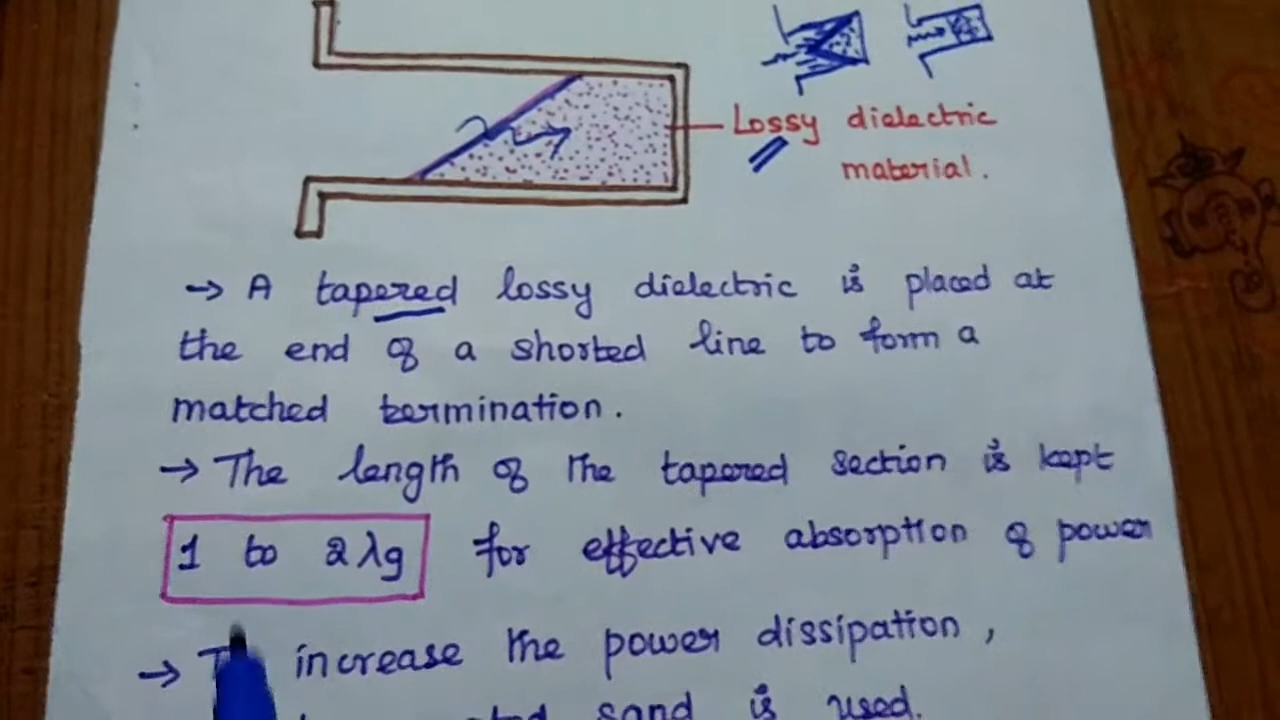 Lossy dielectric
material.
→ A tapered lossy dielectric is placed at
the end of a shorted line to form a
matched termination.
→ The length of the tapered section is kept
1 to 2λg for effective absorption of power
→ increase the power dissipation,
sand is used.